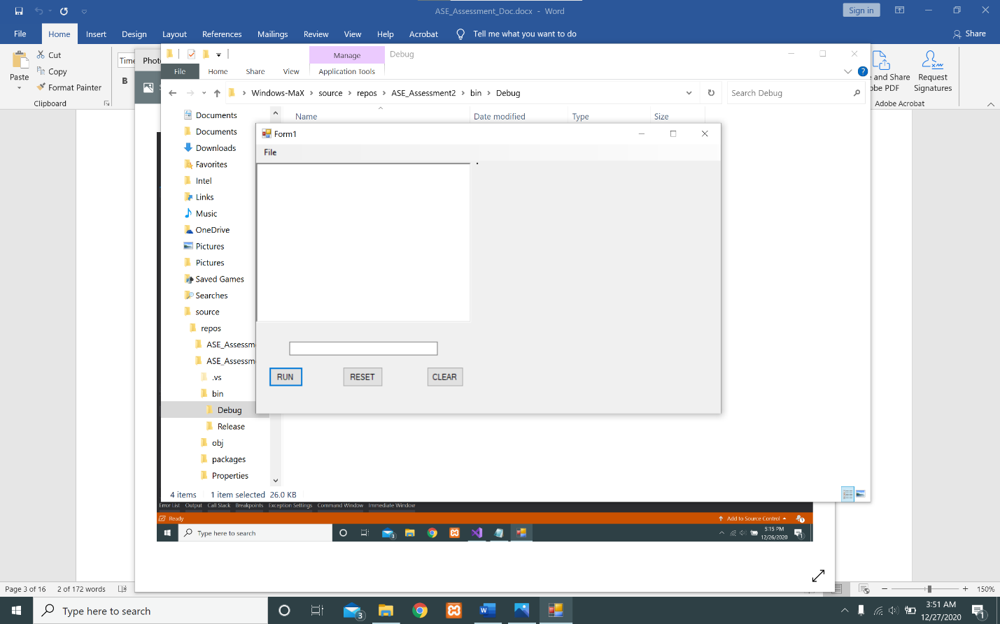 ASE_Assessment_Doc.docx - Word
Sign in
File Home Insert Design Layout References Mailings Review View Help Acrobat Tell me what you want to do
Share
Paste
Cut
Copy
Format Painter
Clipboard
B
Manage
Debug
File Home Share View Application Tools
and Share
Request
Signatures
Adobe Acrobat
Windows-MaX source repos ASE_Assessment2 bin Debug
Search Debug
Name Date modified Type Size
Documents
Documents
Downloads
Favorites
Intel
Links
Music
OneDrive
Pictures
Pictures
Saved Games
Searches
source
repos
ASE_Assessm
ASE_Assessm
.vs
bin
Debug
Release
obj
packages
Properties
4 items 1 item selected 26.0 KB
Form1
File
RUN RESET CLEAR
Error List Output Call Stack Breakpoints Exception Settings Command Window Immediate Window
Ready
Add to Source Control
1
Type here to search
3
5:15 PM
12/26/2020
1
Page 3 of 16 2 of 172 words
150%
Type here to search
3
3:51 AM
12/27/2020
1